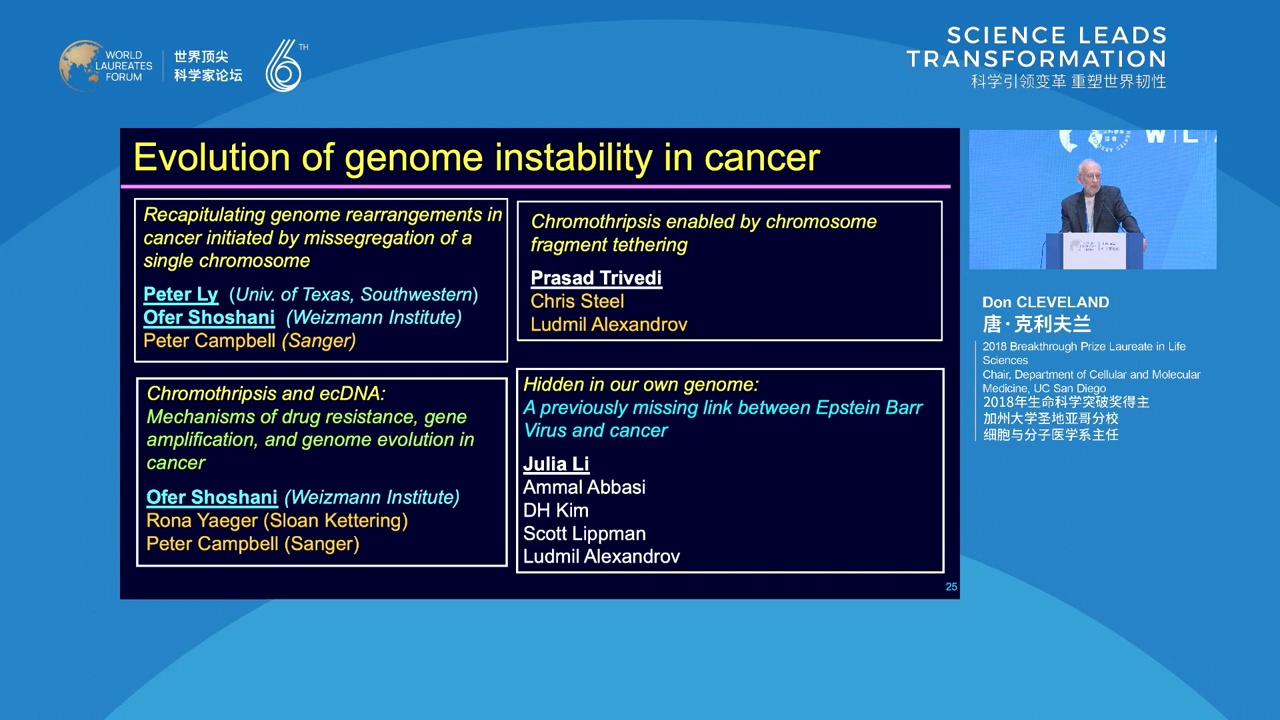 WORLD
LAUREATES
FORUM
世界顶尖
科学家论坛
6TH
SCIENCE LEADS
TRANSFORMATION
科学引领变革 重塑世界韧性
Evolution of genome instability in cancer
Recapitulating genome rearrangements in
cancer initiated by missegregation of a
single chromosome
Peter Ly (Univ. of Texas, Southwestern)
Ofer Shoshani (Weizmann Institute)
Peter Campbell (Sanger)
Chromothripsis enabled by chromosome
fragment tethering
Prasad Trivedi
Chris Steel
Ludmil Alexandrov
Chromothripsis and ecDNA:
Mechanisms of drug resistance, gene
amplification, and genome evolution in
cancer
Ofer Shoshani (Weizmann Institute)
Rona Yaeger (Sloan Kettering)
Peter Campbell (Sanger)
Hidden in our own genome:
A previously missing link between Epstein Barr
Virus and cancer
Julia Li
Ammal Abbasi
DH Kim
Scott Lippman
Ludmil Alexandrov
25
Don CLEVELAND
唐·克利夫兰
2018 Breakthrough Prize Laureate in Life
Sciences
Chair, Department of Cellular and Molecular
Medicine, UC San Diego
2018年生命科学突破奖得主
加州大学圣地亚哥分校
细胞与分子医学系主任